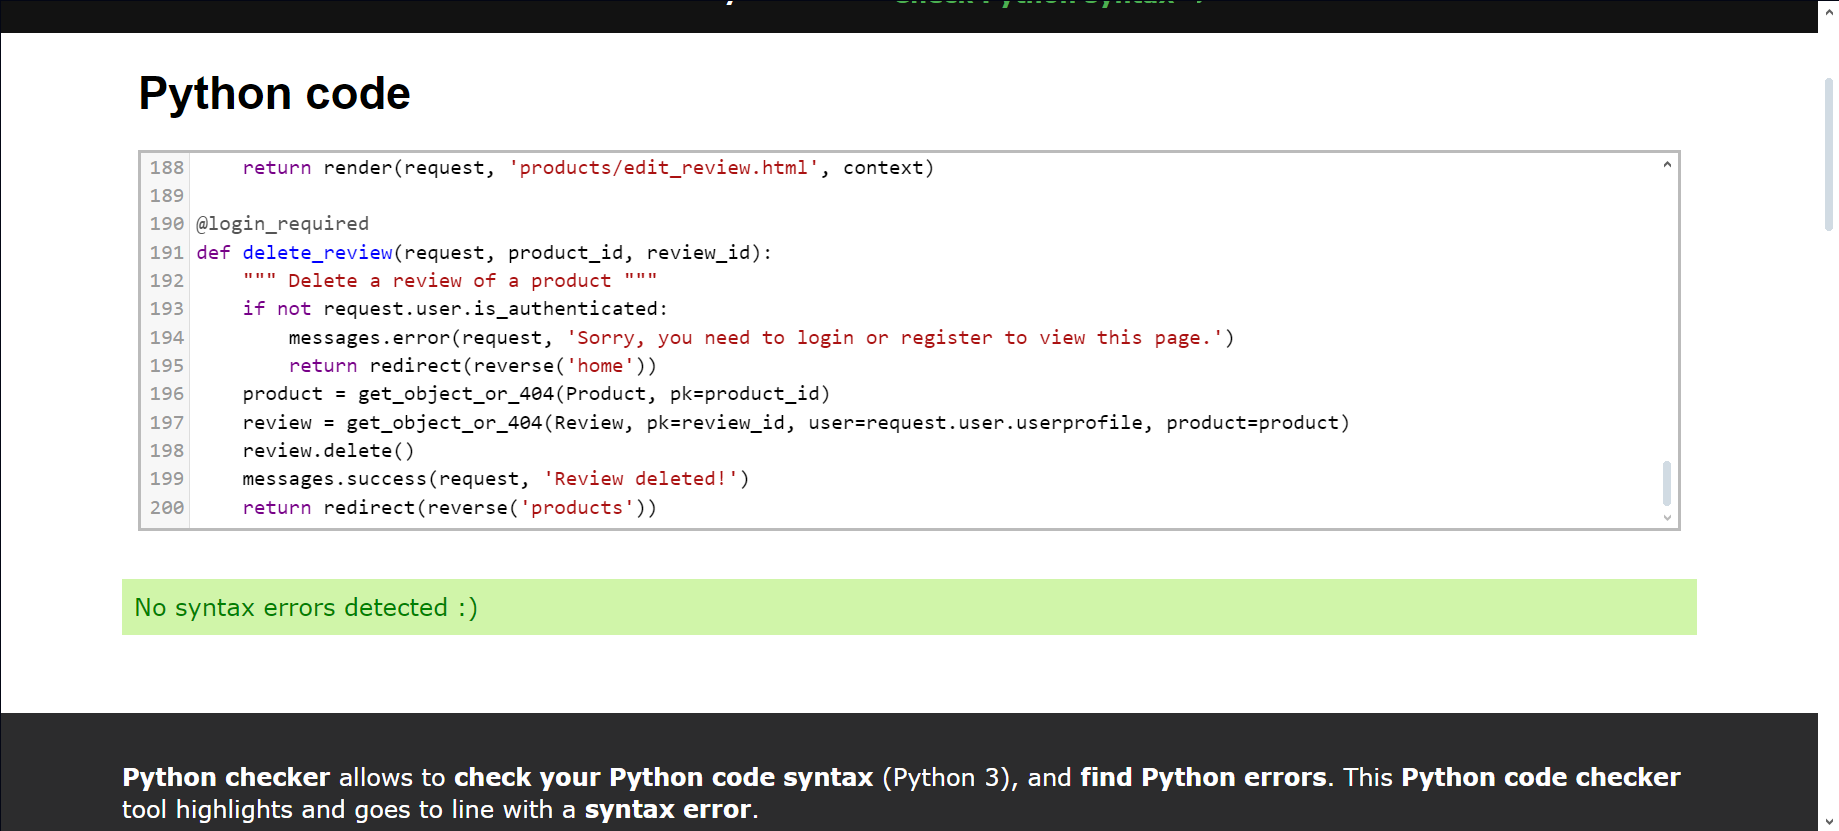 Python code
188     return render(request, 'products/edit_review.html', context)
189
190 @login_required
191 def delete_review(request, product_id, review_id):
192     """ Delete a review of a product """
193     if not request.user.is_authenticated:
194         messages.error(request, 'Sorry, you need to login or register to view this page.')
195         return redirect(reverse('home'))
196     product = get_object_or_404(Product, pk=product_id)
197     review = get_object_or_404(Review, pk=review_id, user=request.user.userprofile, product=product)
198     review.delete()
199     messages.success(request, 'Review deleted!')
200     return redirect(reverse('products'))
No syntax errors detected :)
Python checker allows to check your Python code syntax (Python 3), and find Python errors. This Python code checker
tool highlights and goes to line with a syntax error.